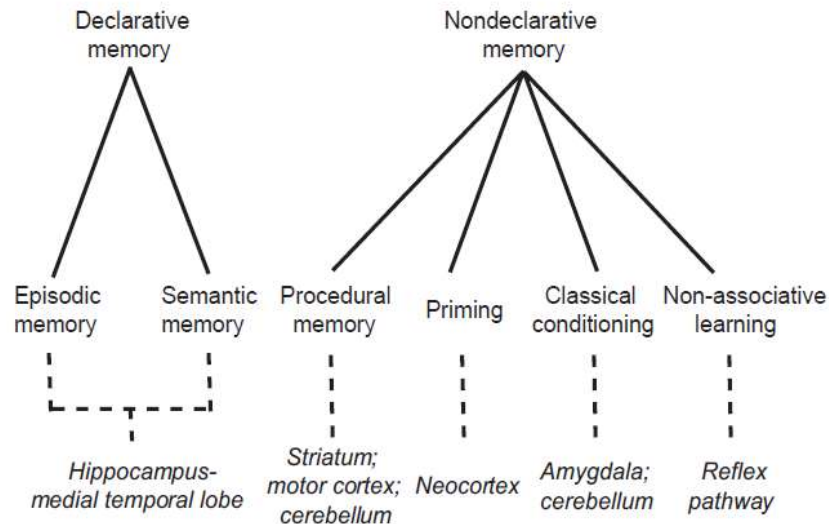 Declarative
memory
Nondeclarative
memory
Episodic
memory
Semantic
memory
Procedural
memory
Priming
Classical
conditioning
Non-associative
learning
Hippocampus-
medial temporal lobe
Striatum;
motor cortex;
cerebellum
Neocortex
Amygdala;
cerebellum
Reflex
pathway